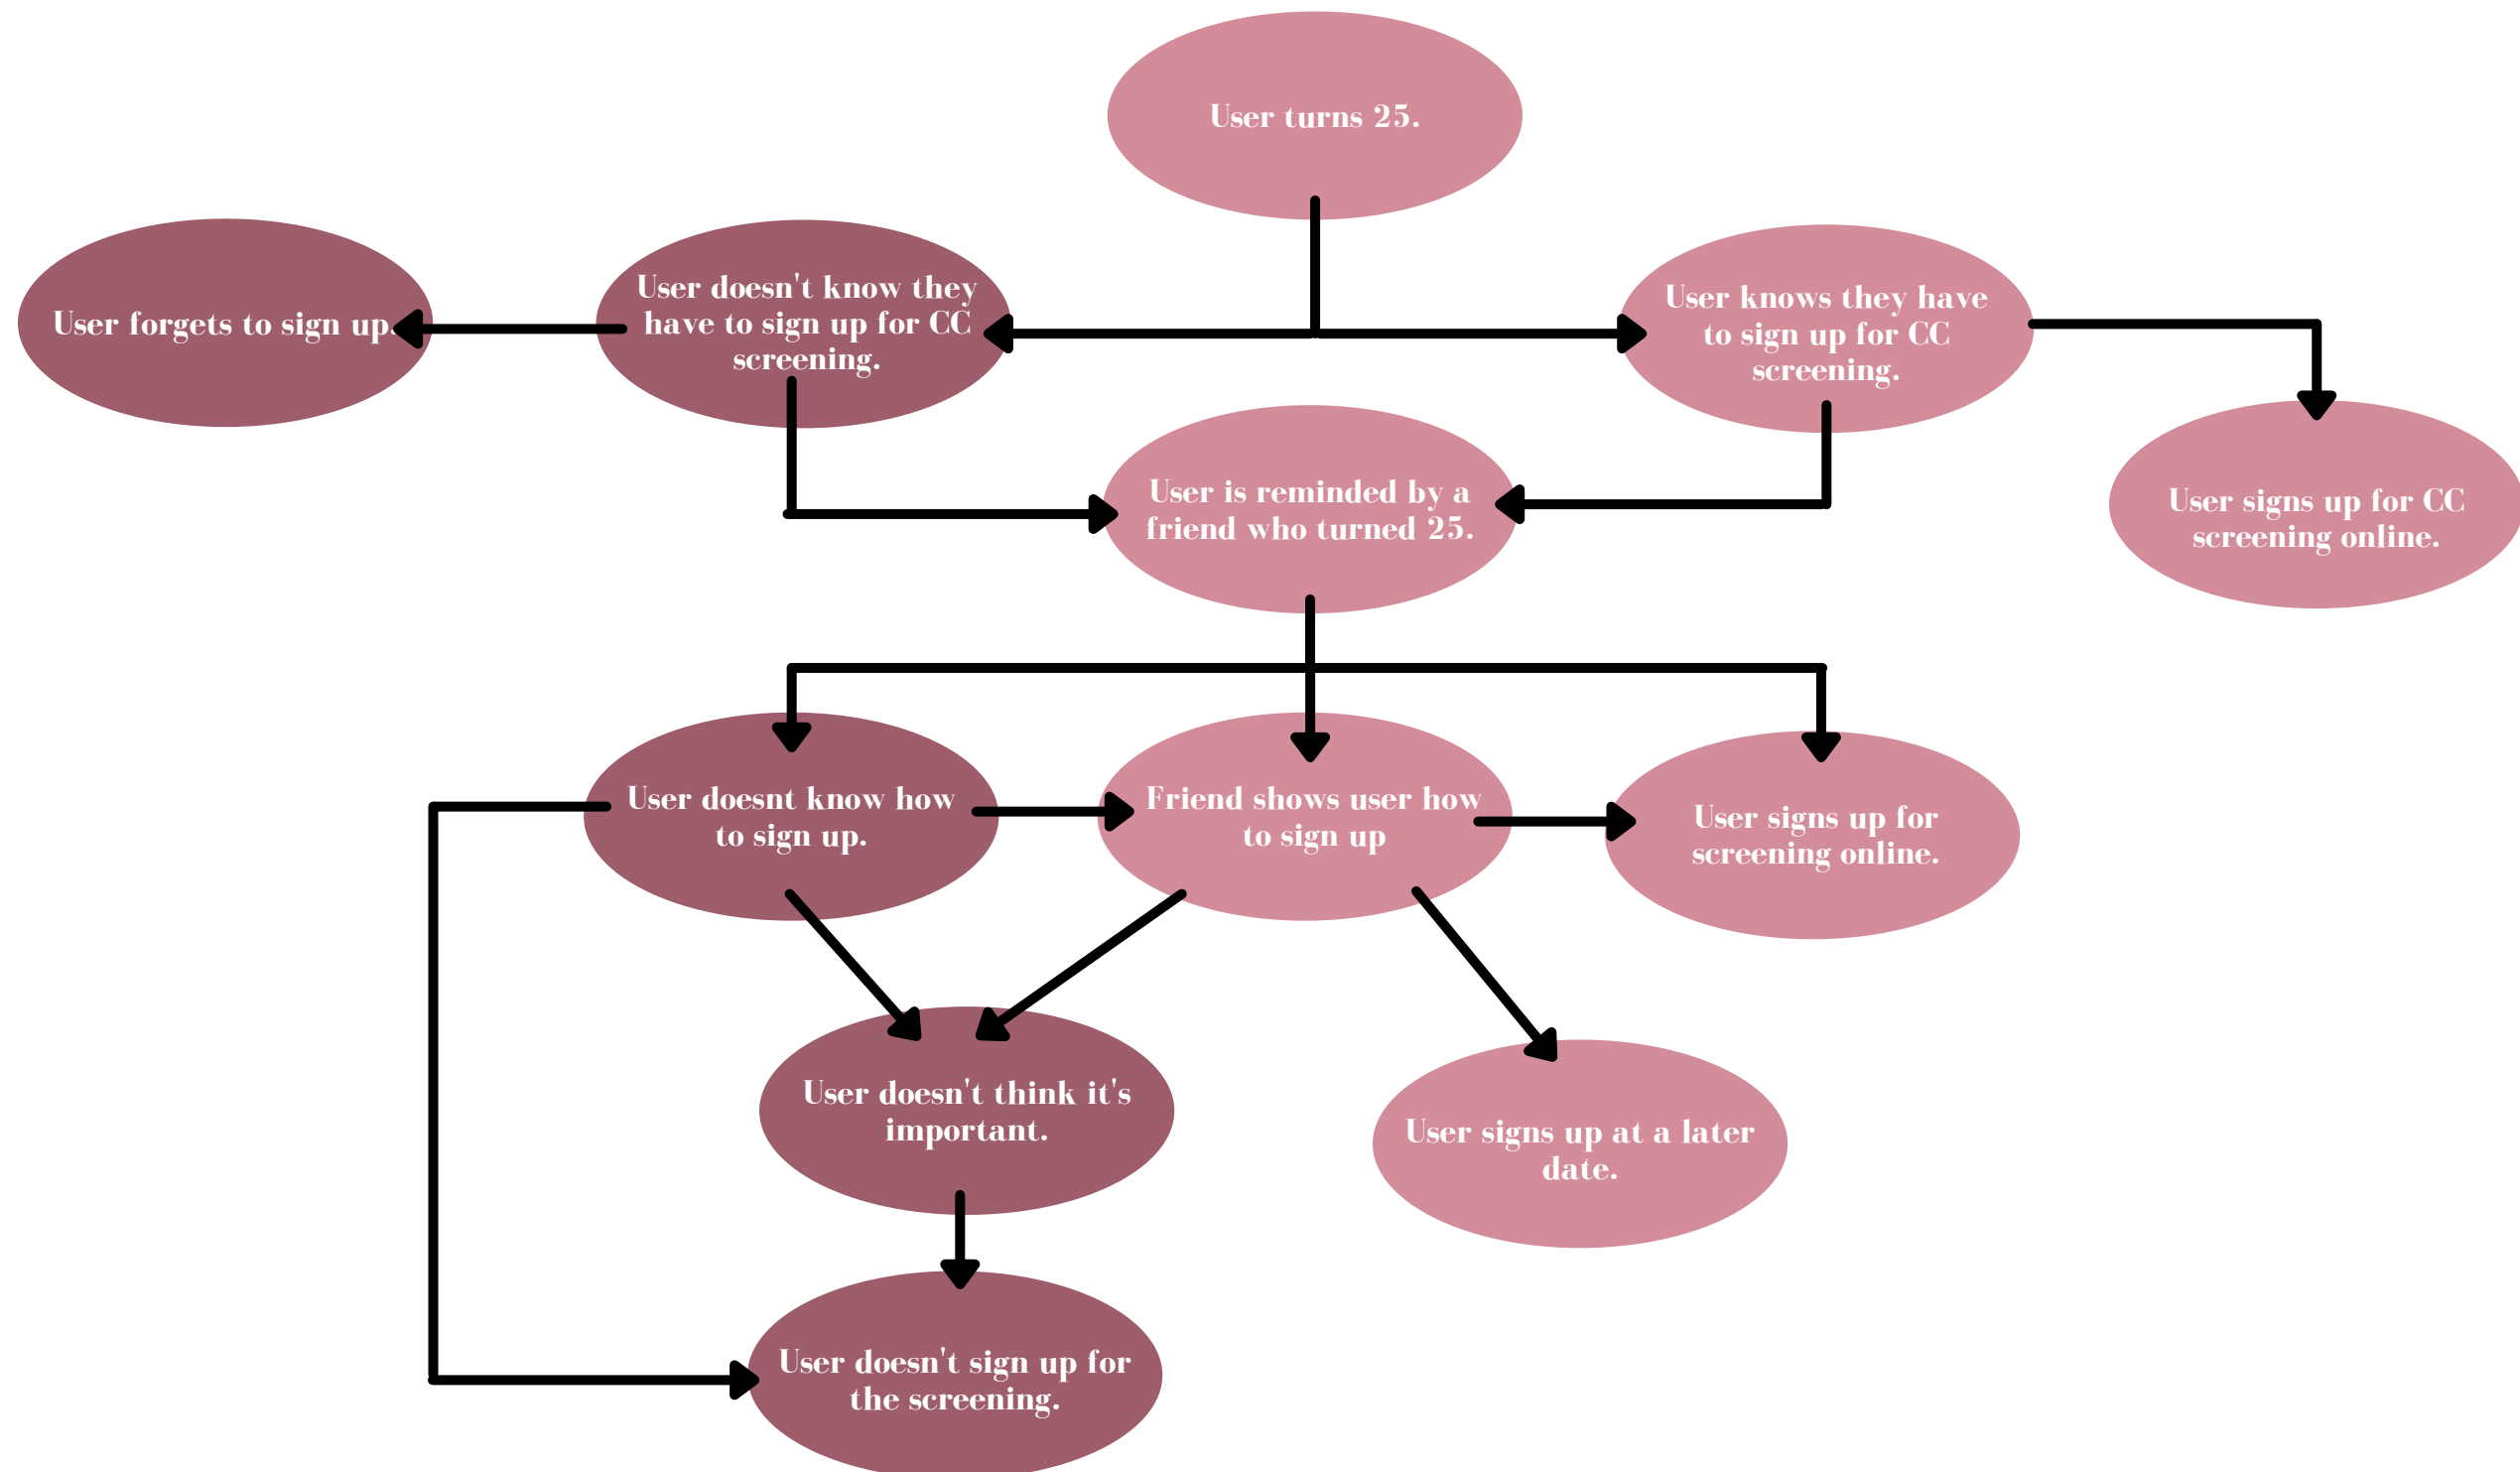 User turns 25.
User forgets to sign up.
User doesn't know they
have to sign up for CC
screening.
User knows they have
to sign up for CC
screening.
User is reminded by a
friend who turned 25.
User signs up for CC
screening online.
User doesnt know how
to sign up.
Friend shows user how
to sign up
User signs up for
screening online.
User doesn't think it's
important.
User signs up at a later
date.
User doesn't sign up for
the screening.